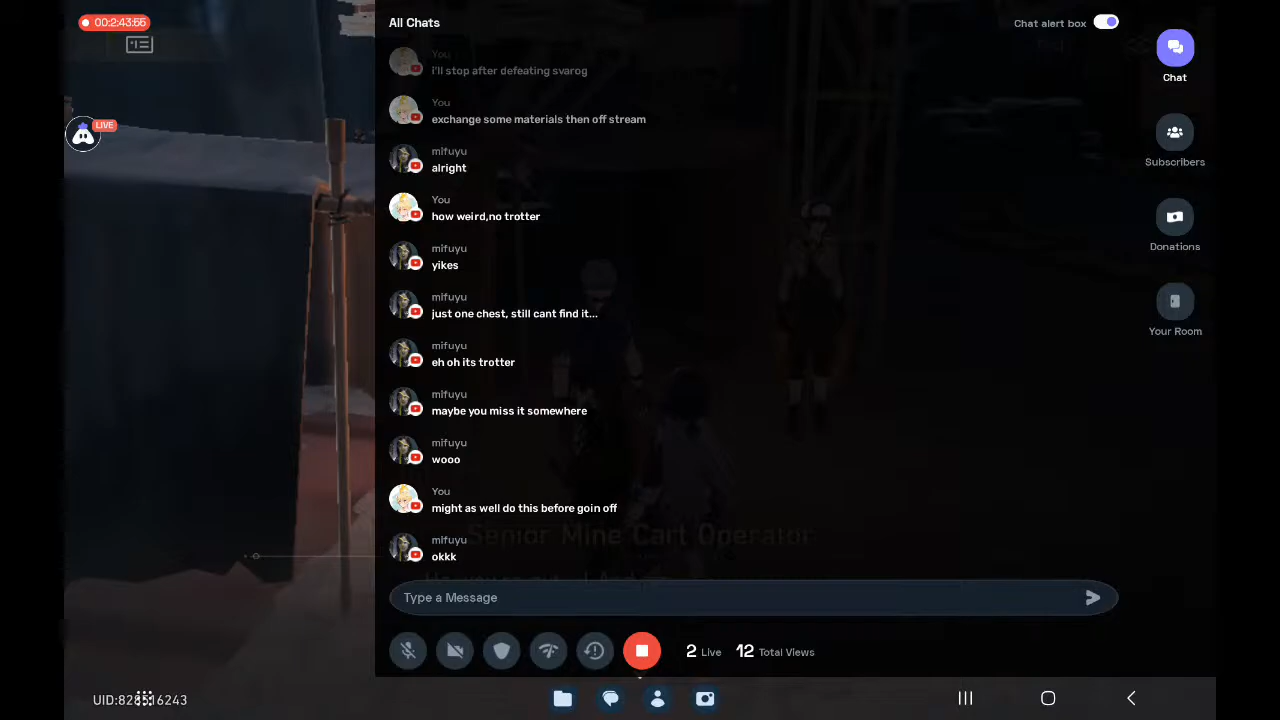 00:2:43:55
All Chats
Chat alert box
LIVE
You
i'll stop after defeating svarog
You
exchange some materials then off stream
mifuyu
alright
You
how weird,no trotter
mifuyu
yikes
mifuyu
just one chest, still cant find it...
mifuyu
eh oh its trotter
mifuyu
maybe you miss it somewhere
mifuyu
wooo
You
might as well do this before goin off
mifuyu
okkk
Senior Mine Cart Operator
Type a Message
2 Live 12 Total Views
Chat
Subscribers
Donations
Your Room